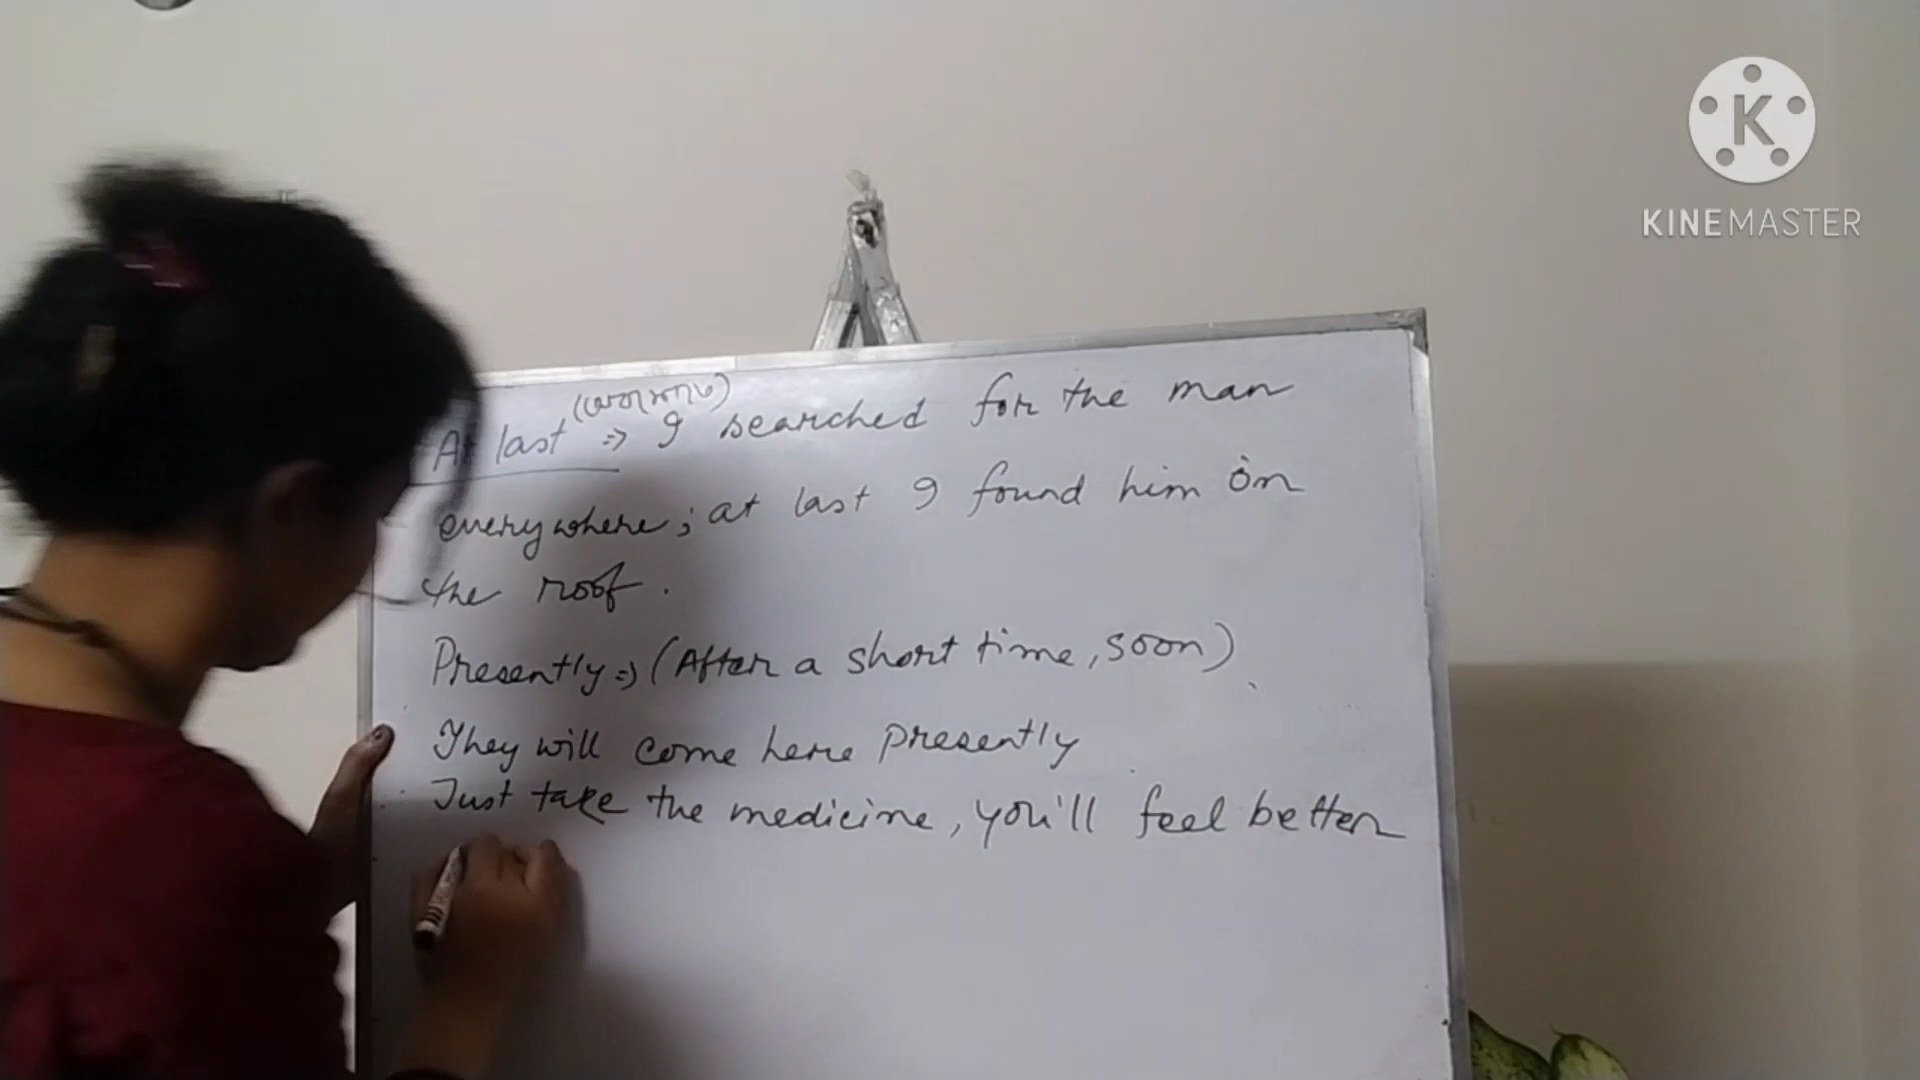 At last (অবশেষে) => I searched for the man
everywhere; at last I found him on
the roof.
Presently => (After a short time, soon)
They will come here presently
Just take the medicine, you'll feel better
K
KINEMASTER